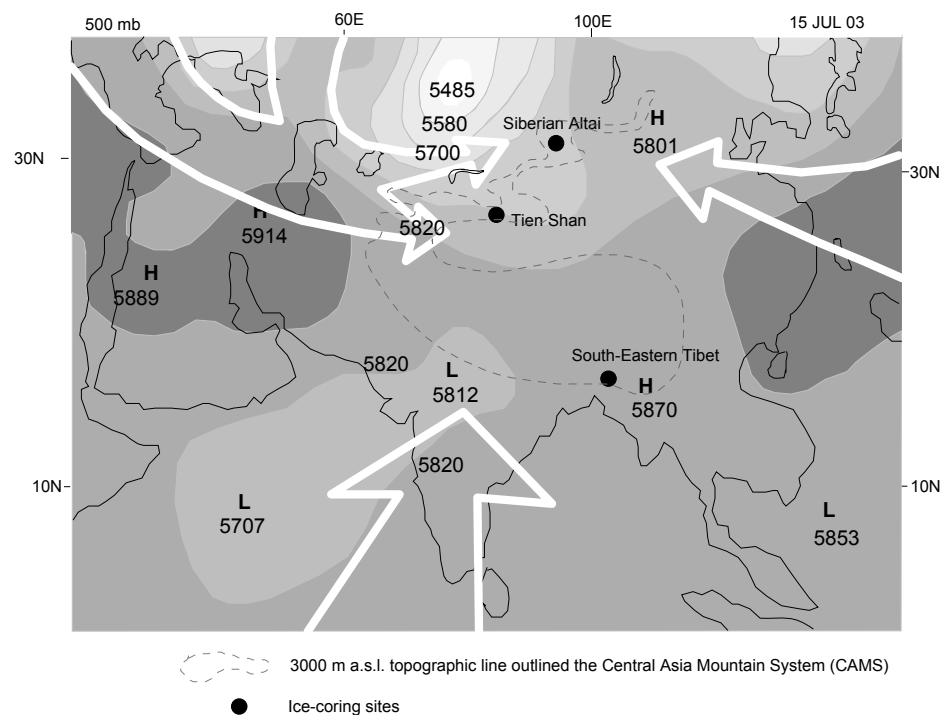 500 mb
60E
100E
15 JUL 03
5485
5580
Siberian Altai
H
5801
5700
30N
30N
H
5914
5820
Tien Shan
H
5889
5820
L
5812
South-Eastern Tibet
H
5870
5820
10N
10N
L
5707
L
5853
3000 m a.s.l. topographic line outlined the Central Asia Mountain System (CAMS)
Ice-coring sites